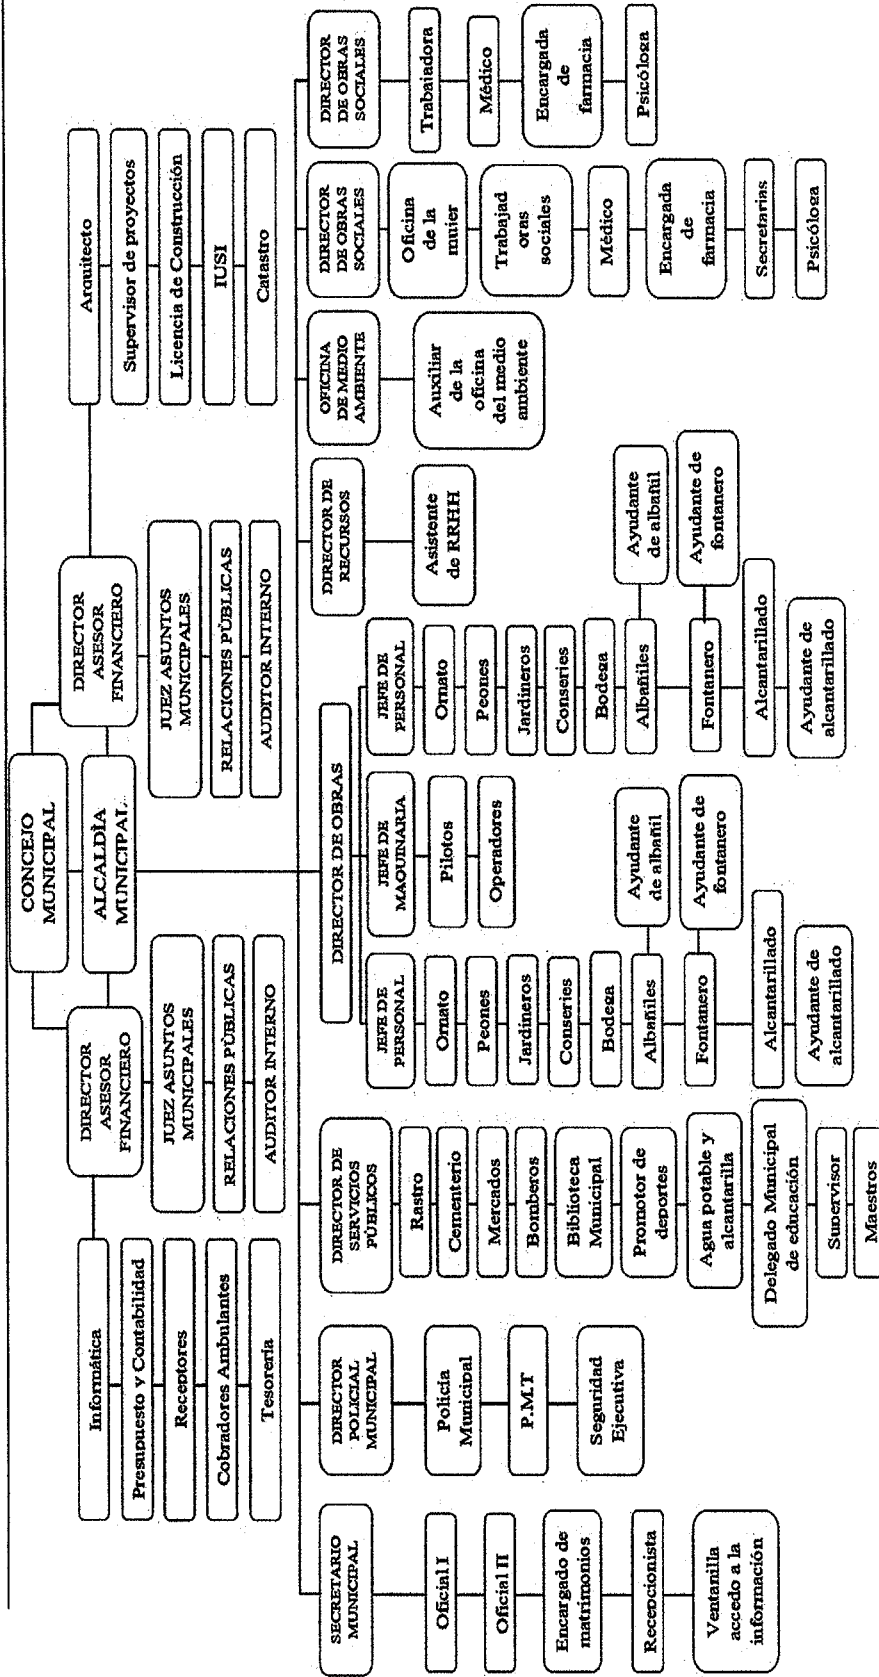 CONCEJO
MUNICIPAL
ALCALDÌA
MUNICIPAL
DIRECTOR
ASESOR
FINANCIERO
DIRECTOR
ASESOR
FINANCIERO
Informática
Presupuesto y Contabilidad
Receptores
Cobradores Ambulantes
Tesorería
JUEZ ASUNTOS
MUNICIPALES
RELACIONES PÙBLICAS
AUDITOR INTERNO
JUEZ ASUNTOS
MUNICIPALES
RELACIONES PÙBLICAS
AUDITOR INTERNO
Arquitecto
Supervisor de proyectos
Licencia de Construcción
IUSI
Catastro
SECRETARIO
MUNICIPAL
Oficial I
Oficial II
Encargado de
matrimonios
Recepcionista
Ventanilla
accedo a la
información
DIRECTOR
POLICIAL
MUNICIPAL
Policía
Municipal
P.M.T
Seguridad
Ejecutiva
DIRECTOR DE
SERVICIOS
PÚBLICOS
Rastro
Cementerio
Mercados
Bomberos
Biblioteca
Municipal
Promotor de
deportes
Agua potable y
alcantarilla
Delegado Municipal
de educación
Supervisor
Maestros
DIRECTOR DE OBRAS
JEFE DE
PERSONAL
Ornato
Peones
Jardineros
Conseries
Bodega
Albañiles
Ayudante
de albañil
Fontanero
Ayudante de
fontanero
Alcantarillado
Ayudante de
alcantarillado
JEFE DE
MAQUINARIA
Pilotos
Operadores
JEFE DE
PERSONAL
Ornato
Peones
Jardineros
Conseries
Bodega
Albañiles
Ayudante
de albañil
Fontanero
Ayudante de
fontanero
Alcantarillado
Ayudante de
alcantarillado
DIRECTOR DE
RECURSOS
Asistente
de RRHH
OFICINA
DE MEDIO
AMBIENTE
Auxiliar
de la
oficina
del medio
ambiente
DIRECTOR
DE OBRAS
SOCIALES
Oficina
de la
mujer
Trabajad
oras
sociales
Médico
Encargada
de
farmacia
Secretarias
Psicóloga
DIRECTOR
DE OBRAS
SOCIALES
Trabajadora
Médico
Encargada
de
farmacia
Psicóloga